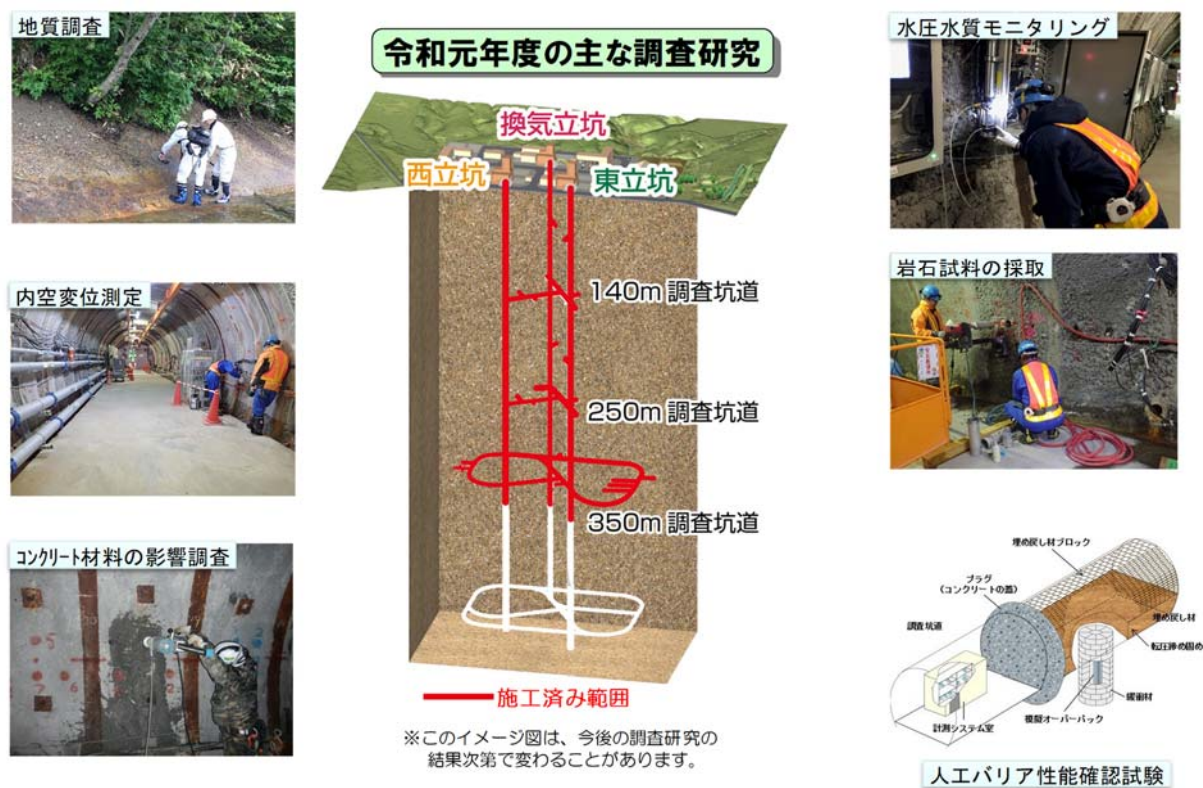 地質調査
令和元年度の主な調査研究
水圧水質モニタリング
換気立坑
西立坑
東立坑
内空変位測定
岩石試料の採取
140m 調査坑道
250m 調査坑道
350m 調査坑道
コンクリート材料の影響調査
施工済み範囲
※このイメージ図は、今後の調査研究の
結果次第で変わることがあります。
埋め戻し材ブロック
プラグ
(コンクリートの蓋)
調査坑道
埋め戻し材
転圧締め固め
緩衝材
模擬オーバーパック
計測システム室
人工バリア性能確認試験